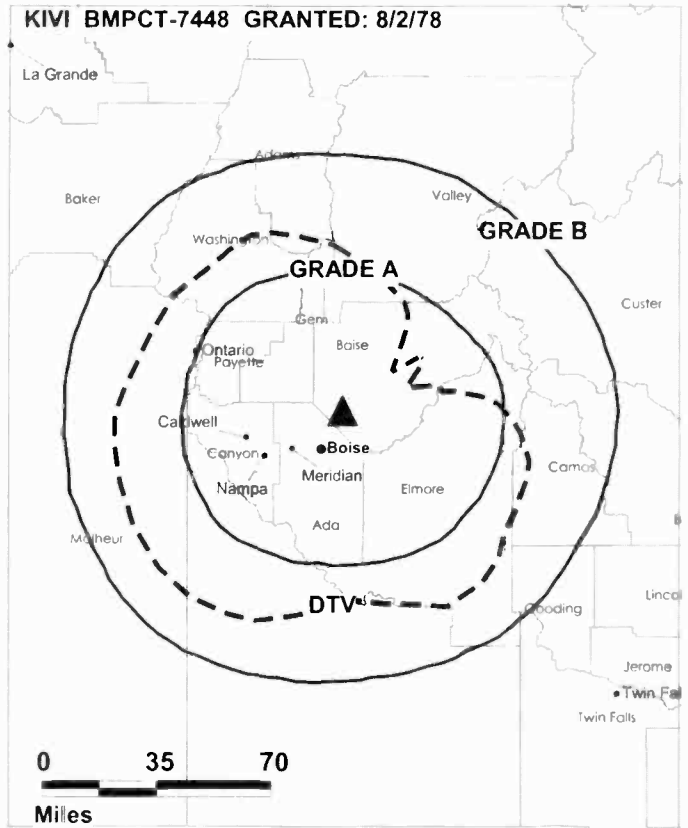 KIVI BMPCT-7448 GRANTED: 8/2/78
La Grande
Adams
Baker
Valley
Washington
GRADE B
GRADE A
Custer
Gem
Ontario
Baise
Payette
Caldwell
Boise
Canyon
Meridian
Camas
Nampa
Elmore
Ada
Malheur
B
DTV
Gooding
Lincol
Jerome
Twin Fal
Twin Falls
0 35 70
Miles